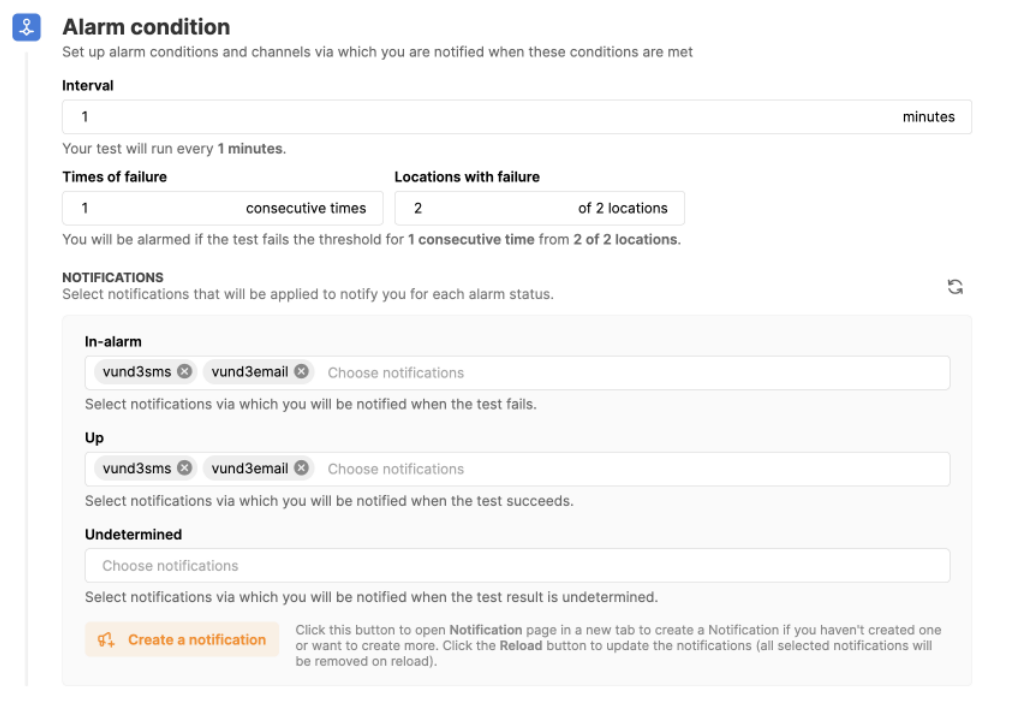 Alarm condition
Set up alarm conditions and channels via which you are notified when these conditions are met
Interval
1 minutes
Your test will run every 1 minutes.
Times of failure Locations with failure
1 consecutive times 2 of 2 locations
You will be alarmed if the test fails the threshold for 1 consecutive time from 2 of 2 locations.
NOTIFICATIONS
Select notifications that will be applied to notify you for each alarm status.
In-alarm
vund3sms vund3email Choose notifications
Select notifications via which you will be notified when the test fails.
Up
vund3sms vund3email Choose notifications
Select notifications via which you will be notified when the test succeeds.
Undetermined
Choose notifications
Select notifications via which you will be notified when the test result is undetermined.
Create a notification
Click this button to open Notification page in a new tab to create a Notification if you haven't created one
or want to create more. Click the Reload button to update the notifications (all selected notifications will
be removed on reload).